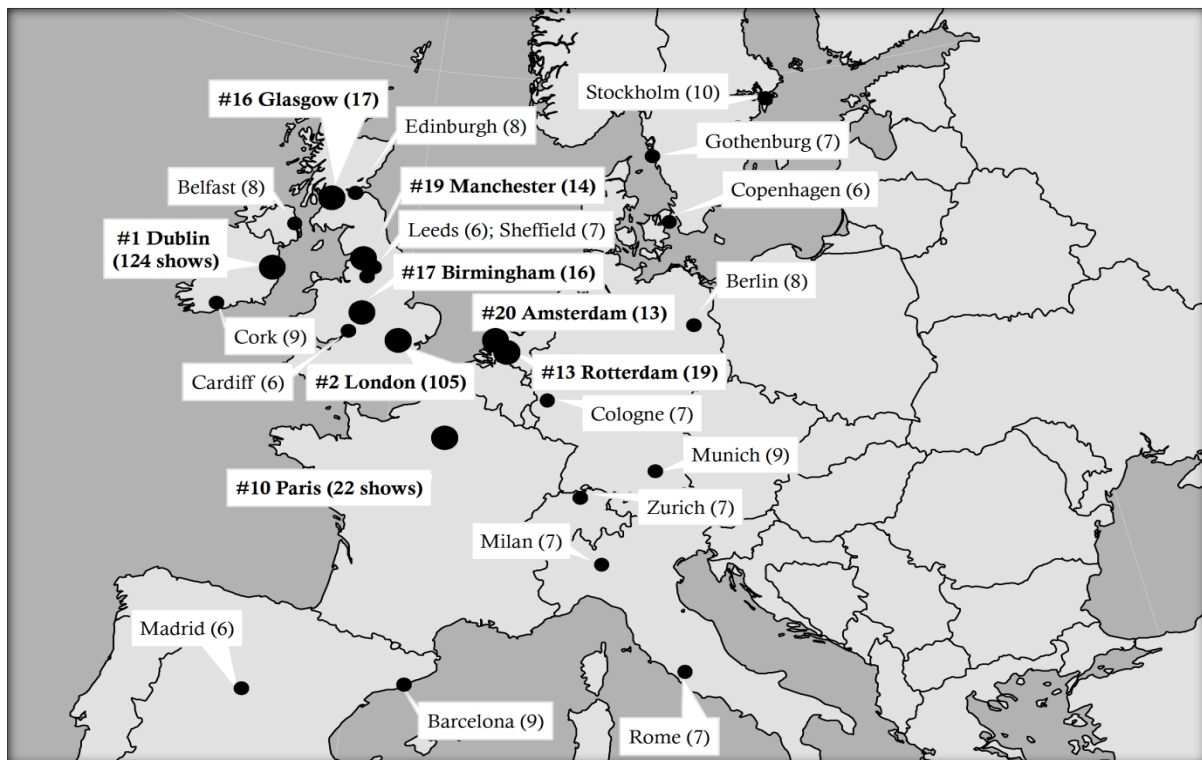 Stockholm (10)
#16 Glasgow (17)
Edinburgh (8)
Gothenburg (7)
Belfast (8)
#19 Manchester (14)
Copenhagen (6)
#1 Dublin
(124 shows)
Leeds (6); Sheffield (7)
#17 Birmingham (16)
Berlin (8)
#20 Amsterdam (13)
Cork (9)
Cardiff (6)
#2 London (105)
#13 Rotterdam (19)
Cologne (7)
Munich (9)
#10 Paris (22 shows)
Zurich (7)
Milan (7)
Madrid (6)
Barcelona (9)
Rome (7)